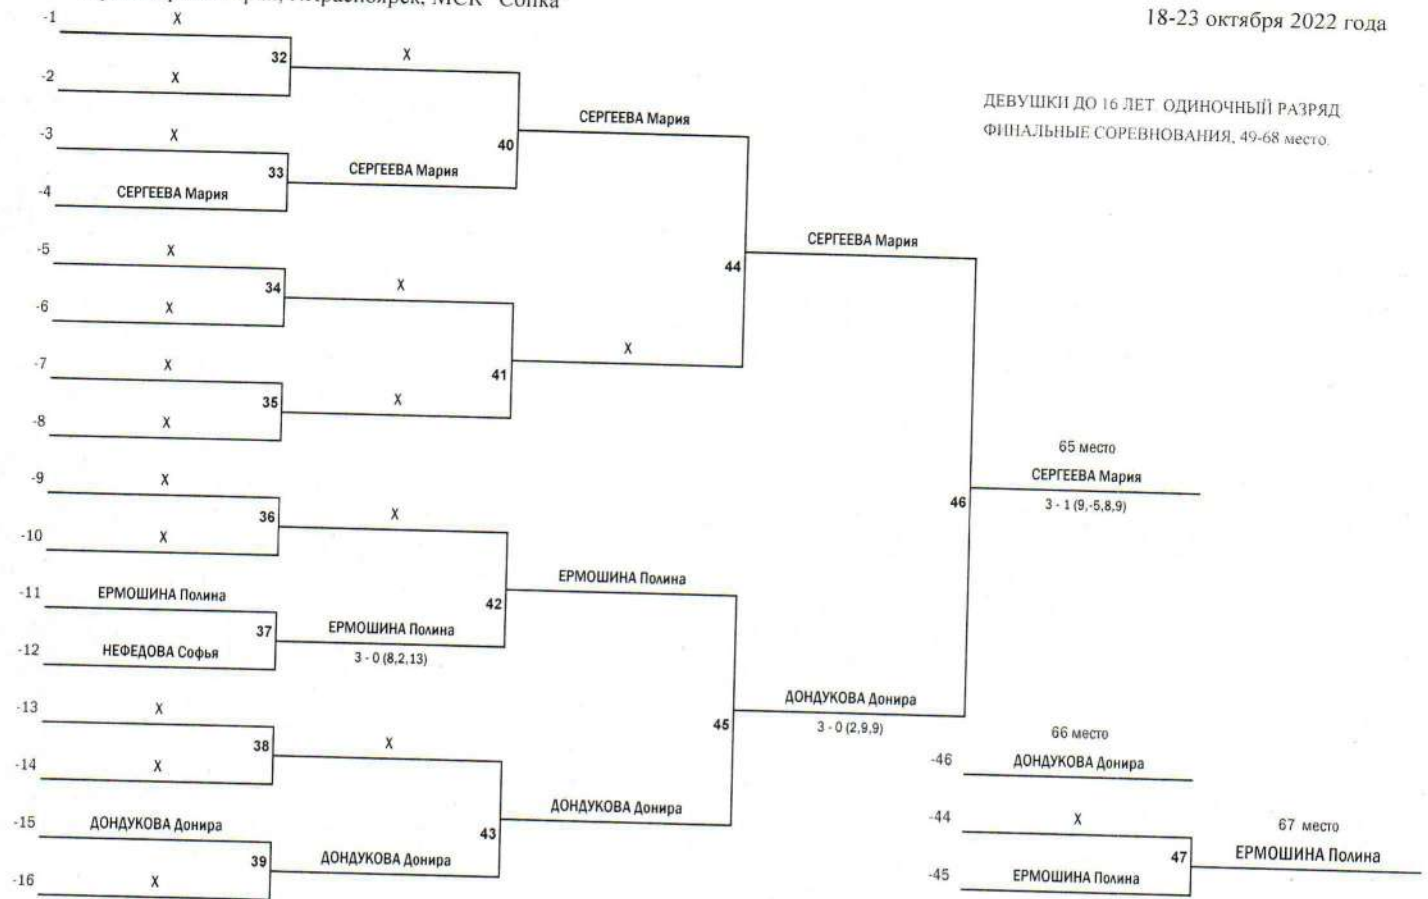 Красноярск, МСК "Сопка"
18-23 октября 2022 года
ДЕВУШКИ ДО 16 ЛЕТ. ОДИНОЧНЫЙ РАЗРЯД
ФИНАЛЬНЫЕ СОРЕВНОВАНИЯ, 49-68 место.
-1 X
32 X
-2 X
СЕРГЕЕВА Мария
-3 X
40
33 СЕРГЕЕВА Мария
-4 СЕРГЕЕВА Мария
СЕРГЕЕВА Мария
-5 X
44
34 X
-6 X
X
-7 X
41
35 X
-8 X
65 место
СЕРГЕЕВА Мария
46
3 - 1 (9,-5,8,9)
-9 X
36 X
-10 X
ЕРМОШИНА Полина
-11 ЕРМОШИНА Полина
42
37 ЕРМОШИНА Полина
-12 НЕФЕДОВА Софья
3 - 0 (8,2,13)
ДОНДУКОВА Донира
45
3 - 0 (2,9,9)
-13 X
38 X
-14 X
66 место
-46 ДОНДУКОВА Донира
ДОНДУКОВА Донира
-15 ДОНДУКОВА Донира
43
39 ДОНДУКОВА Донира
-16 X
-44 X
67 место
47 ЕРМОШИНА Полина
-45 ЕРМОШИНА Полина